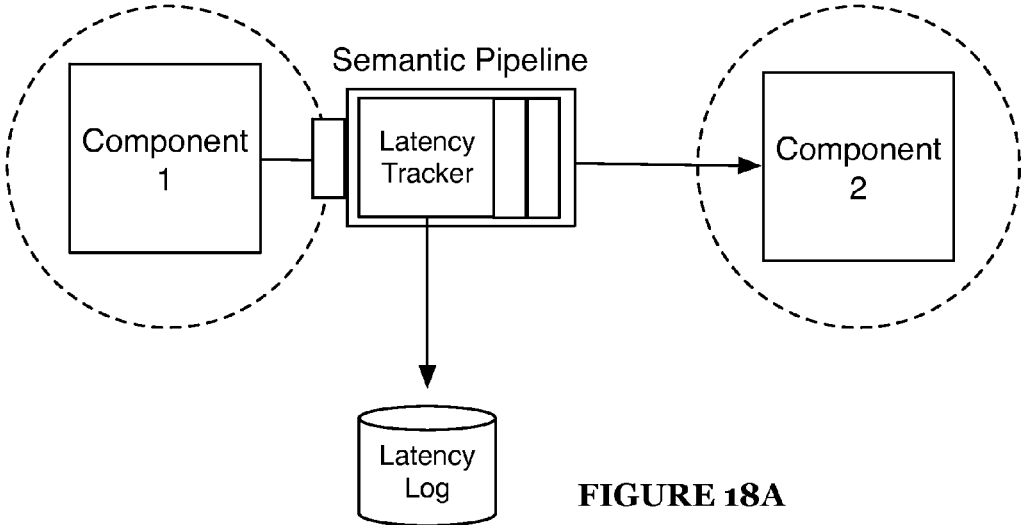 Semantic Pipeline
Component
1
Latency
Tracker
Component
2
Latency
Log
FIGURE 18A